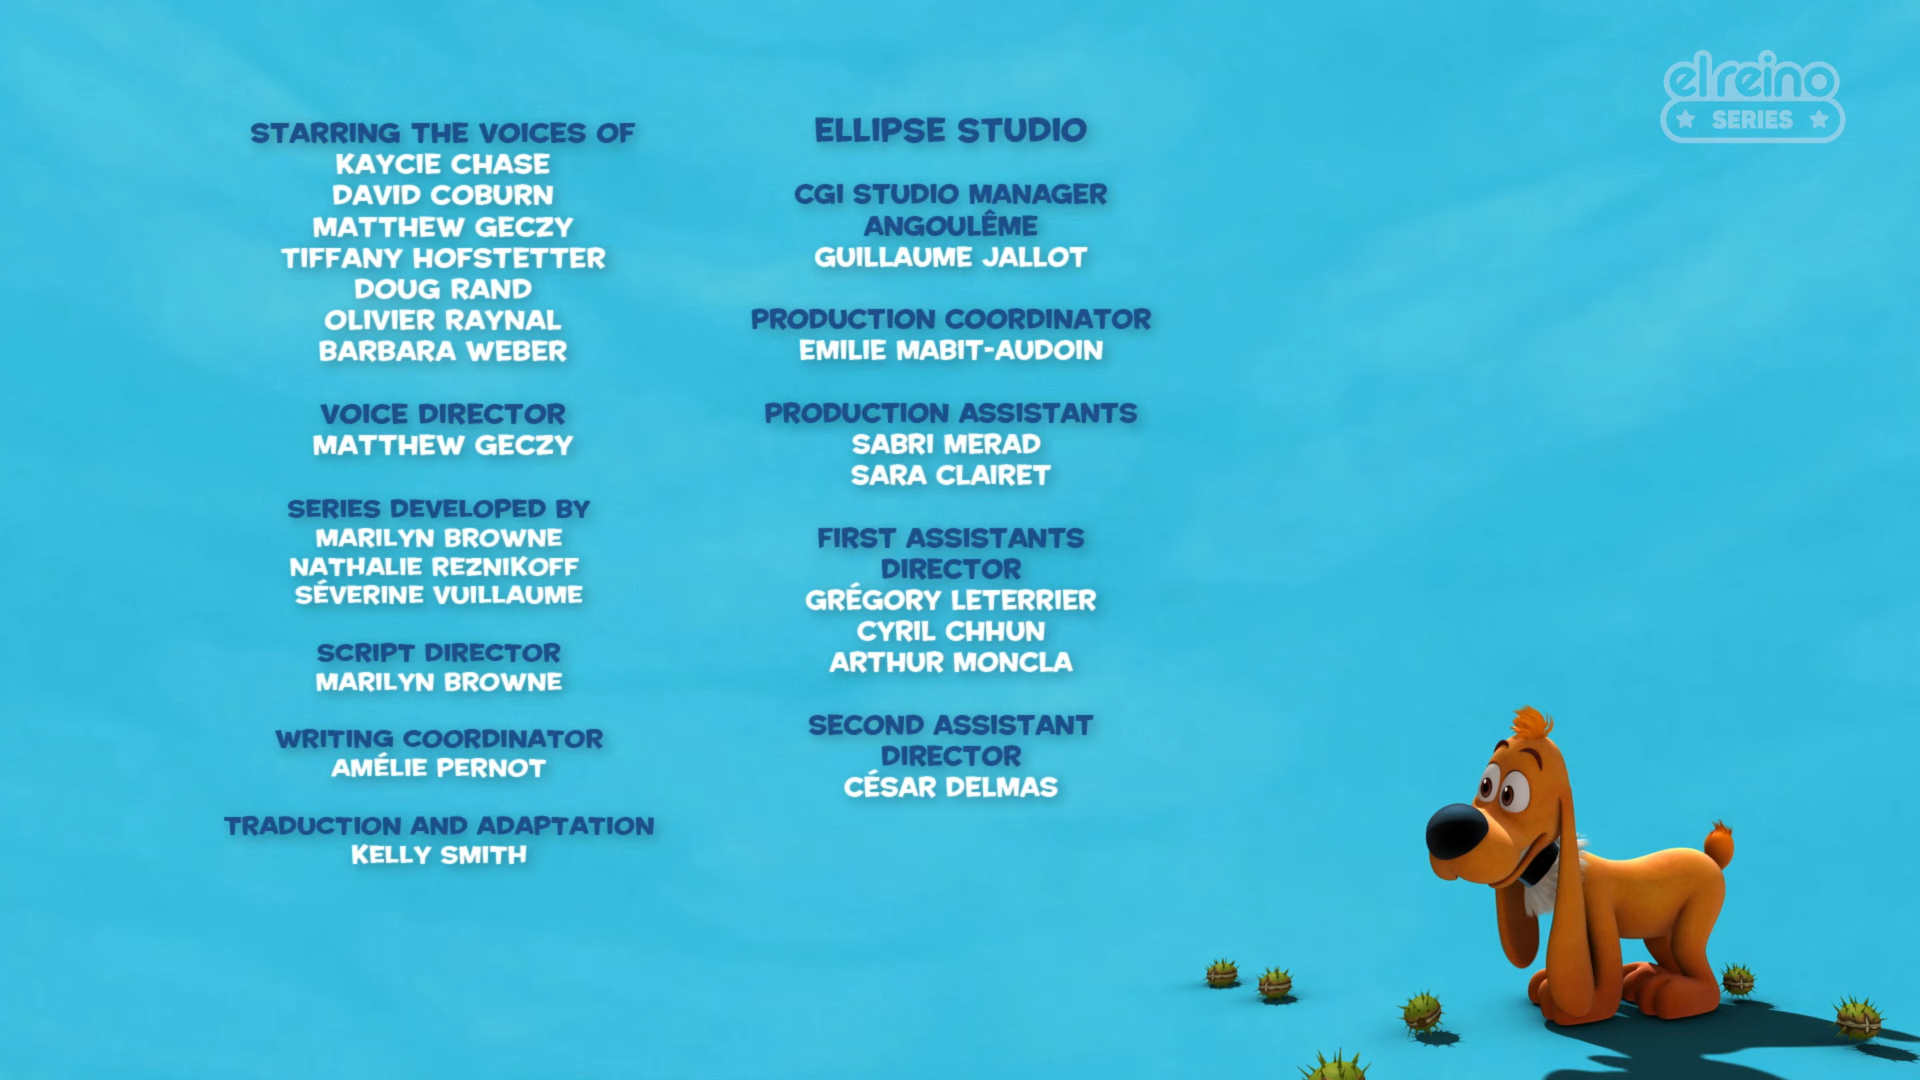 STARRING THE VOICES OF
KAYCIE CHASE
DAVID COBURN
MATTHEW GECZY
TIFFANY HOFSTETTER
DOUG RAND
OLIVIER RAYNAL
BARBARA WEBER
VOICE DIRECTOR
MATTHEW GECZY
SERIES DEVELOPED BY
MARILYN BROWNE
NATHALIE REZNIKOFF
SÉVERINE VUILLAUME
SCRIPT DIRECTOR
MARILYN BROWNE
WRITING COORDINATOR
AMÉLIE PERNOT
TRADUCTION AND ADAPTATION
KELLY SMITH
ELLIPSE STUDIO
CGI STUDIO MANAGER
ANGOULÊME
GUILLAUME JALLOT
PRODUCTION COORDINATOR
EMILIE MABIT-AUDOIN
PRODUCTION ASSISTANTS
SABRI MERAD
SARA CLAIRET
FIRST ASSISTANTS
DIRECTOR
GRÉGORY LETERRIER
CYRIL CHHUN
ARTHUR MONCLA
SECOND ASSISTANT
DIRECTOR
CÉSAR DELMAS
el reino
SERIES